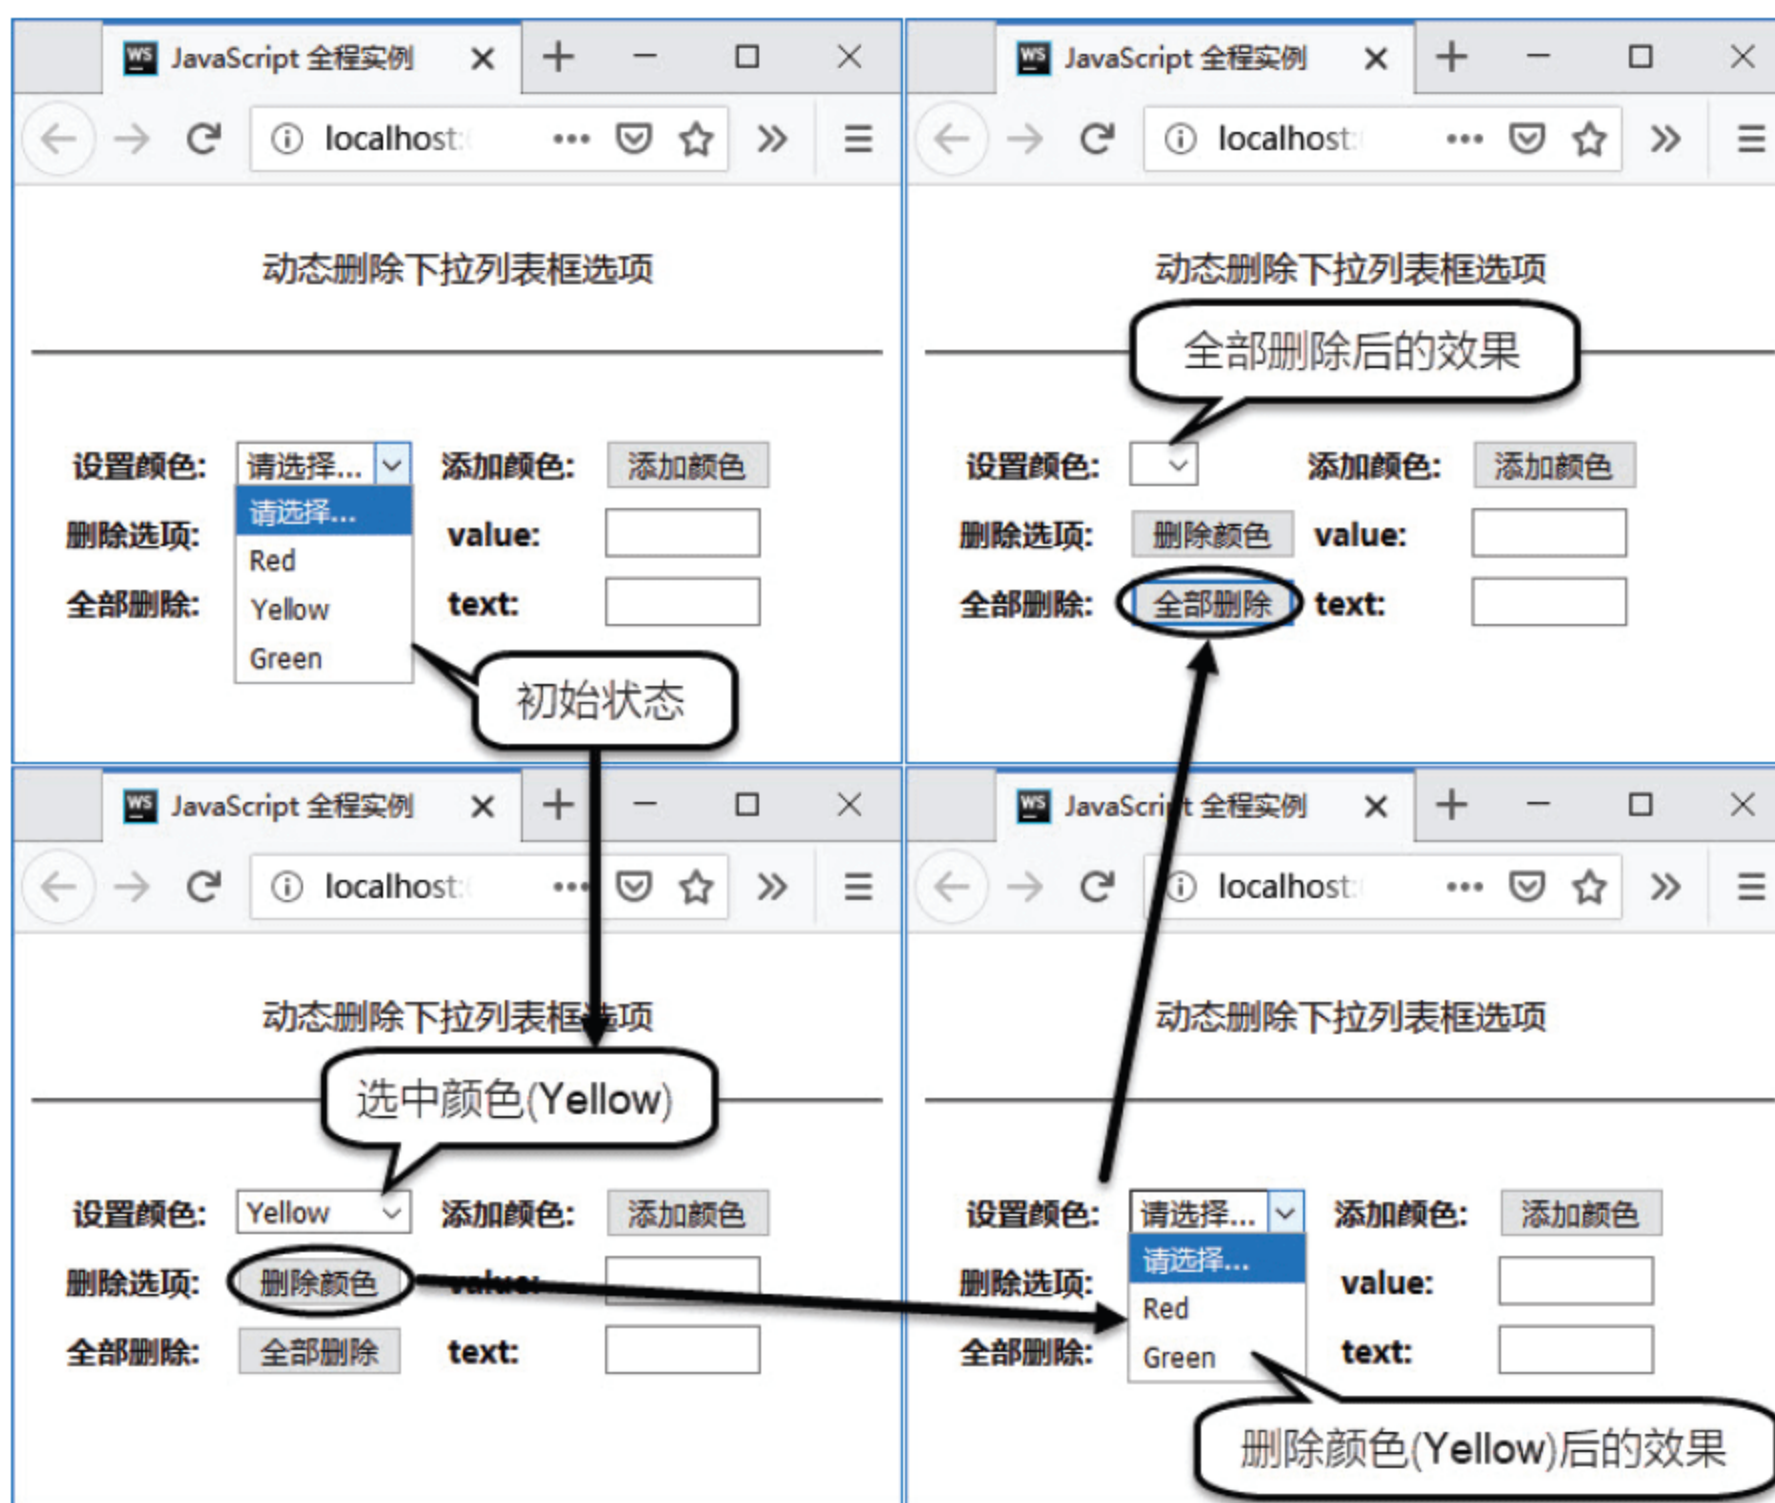 WS JavaScript 全程实例
localhost:
动态删除下拉列表框选项
设置颜色: 请选择... 添加颜色: 添加颜色
请选择...
删除选项: value:
Red
Yellow
全部删除: text:
Green
初始状态
WS JavaScript 全程实例
localhost:
动态删除下拉列表框选项
全部删除后的效果
设置颜色: 添加颜色: 添加颜色
删除选项: 删除颜色 value:
全部删除: 全部删除 text:
WS JavaScript 全程实例
localhost:
动态删除下拉列表框选项
选中颜色(Yellow)
设置颜色: Yellow 添加颜色: 添加颜色
删除选项: 删除颜色 value:
全部删除: 全部删除 text:
WS JavaScript 全程实例
localhost:
动态删除下拉列表框选项
设置颜色: 请选择... 添加颜色: 添加颜色
请选择...
删除选项: value:
Red
全部删除: text:
Green
删除颜色(Yellow)后的效果